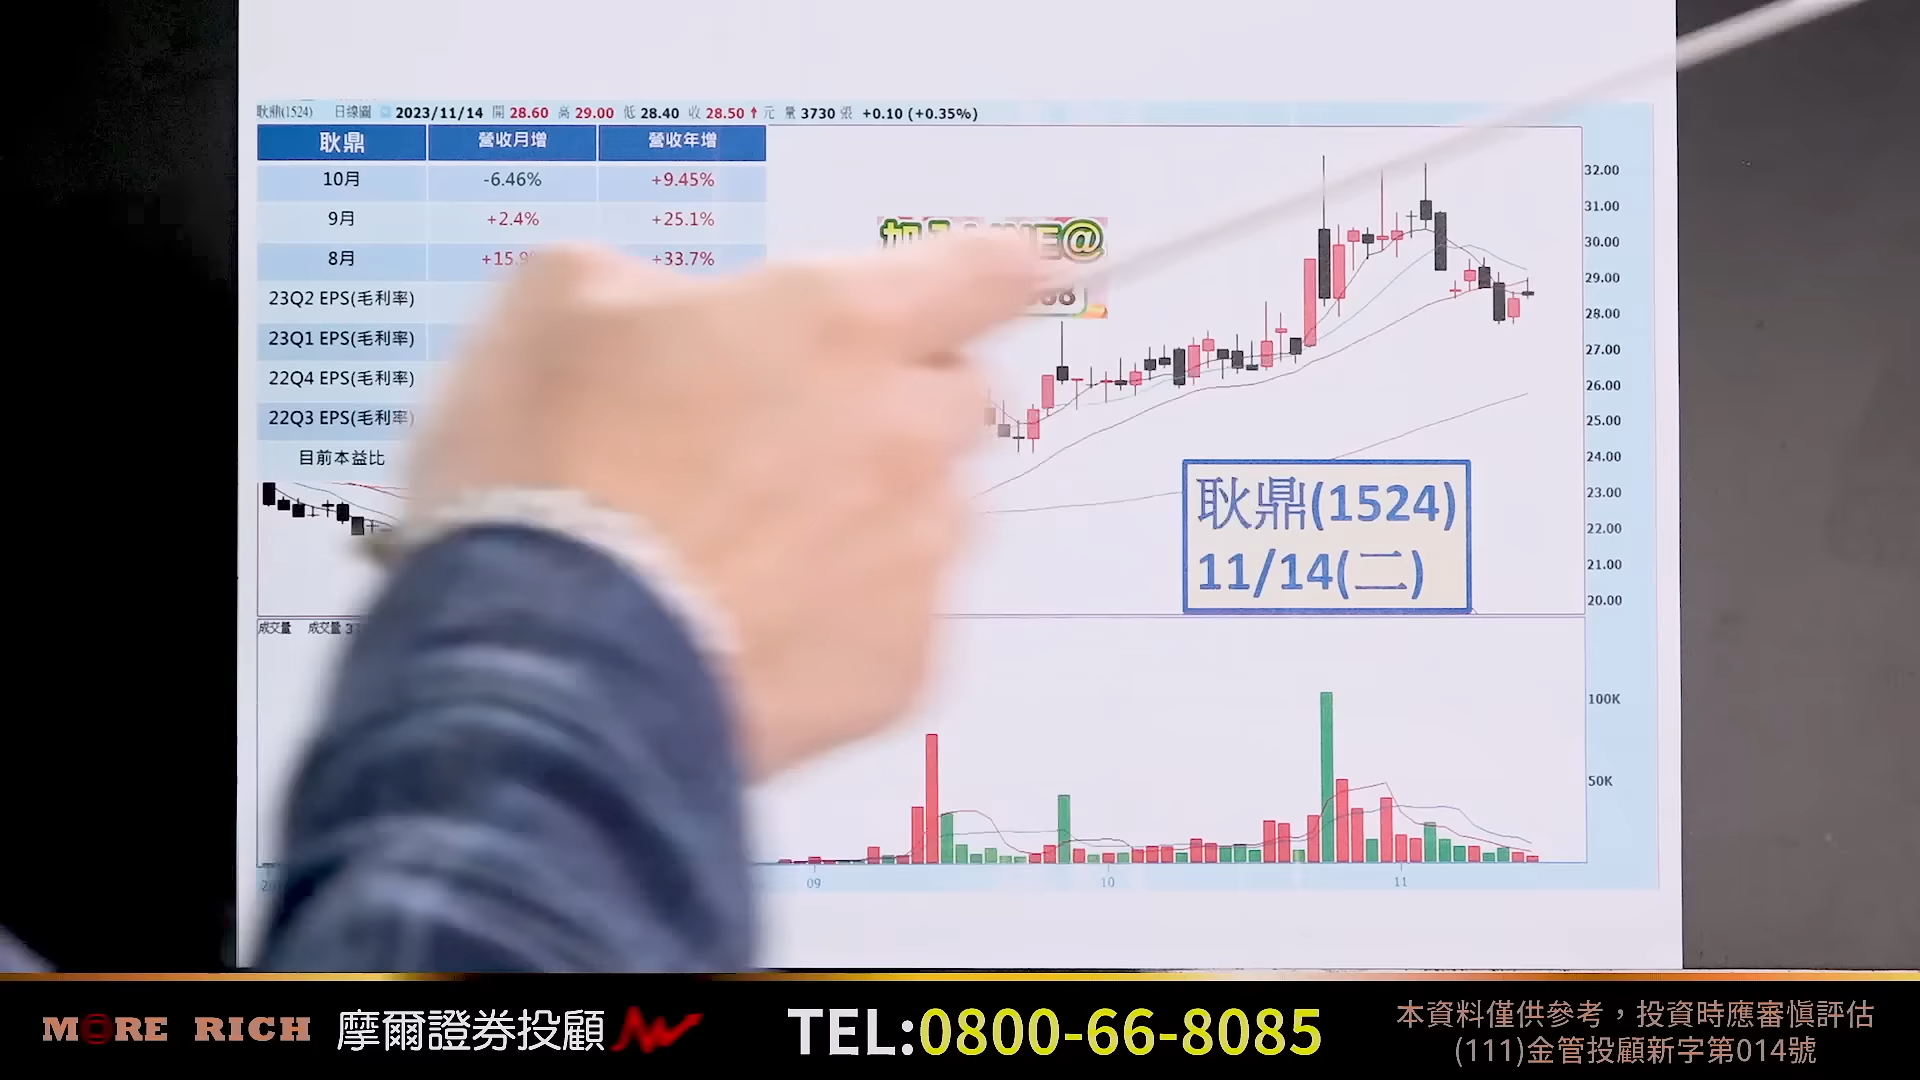 耿鼎(1524) 日線圖 2023/11/14 開 28.60 高 29.00 低 28.40 收 28.50 ↑ 元 量 3730 張 +0.10 (+0.35%)
耿鼎 營收月增 營收年增
10月 -6.46% +9.45%
9月 +2.4% +25.1%
8月 +33.7%
23Q2 EPS(毛利率)
23Q1 EPS(毛利率)
22Q4 EPS(毛利率)
22Q3 EPS(毛利率)
目前本益比
32.00
31.00
30.00
29.00
28.00
27.00
26.00
25.00
24.00
23.00
22.00
21.00
20.00
耿鼎(1524)
11/14(二)
成交量 成交量
100K
50K
09 10 11
MORE RICH 摩爾證券投顧 TEL:0800-66-8085
本資料僅供參考，投資時應審慎評估
(111)金管投顧新字第014號